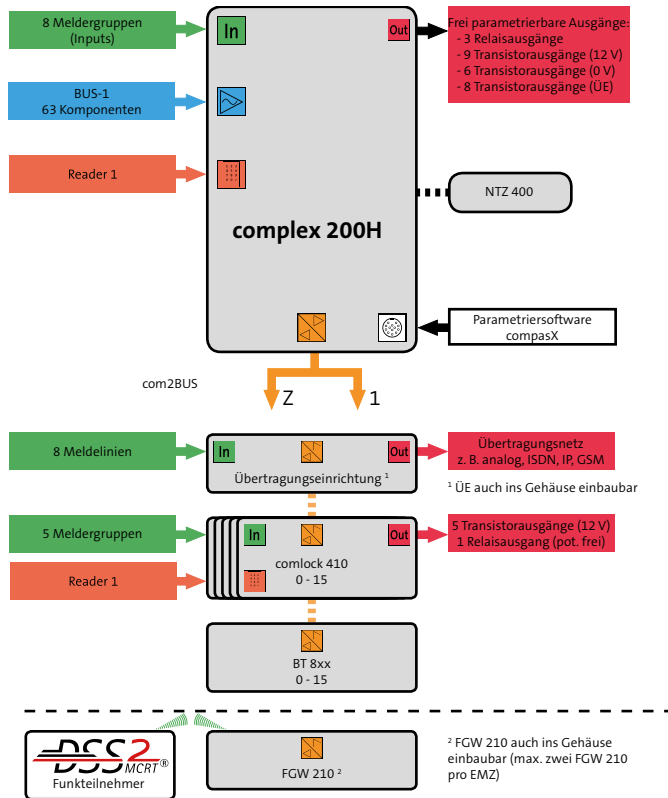 8 Meldergruppen
(Inputs)
In
Out
Frei parametrierbare Ausgänge:
- 3 Relaisausgänge
- 9 Transistorausgänge (12 V)
- 6 Transistorausgänge (0 V)
- 8 Transistorausgänge (ÜE)
BUS-1
63 Komponenten
Reader 1
NTZ 400
complex 200H
Parametriersoftware
compasX
com2BUS
Z
1
8 Meldelinien
In
Out
Übertragungseinrichtung ¹
Übertragungsnetz
z. B. analog, ISDN, IP, GSM
¹ ÜE auch ins Gehäuse einbaubar
5 Meldergruppen
In
Out
5 Transistorausgänge (12 V)
1 Relaisausgang (pot. frei)
comlock 410
0 - 15
Reader 1
BT 8xx
0 - 15
DSS2
MCRT®
Funkteilnehmer
FGW 210 ²
² FGW 210 auch ins Gehäuse
einbaubar (max. zwei FGW 210
pro EMZ)